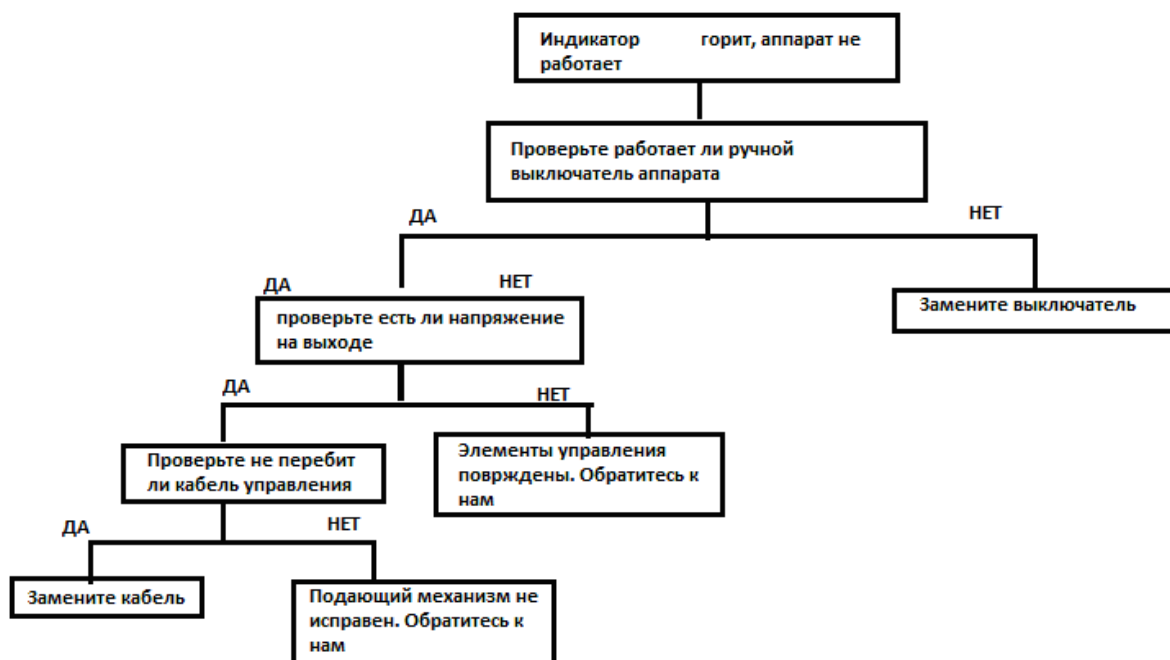 Индикатор горит, аппарат не
работает
Проверьте работает ли ручной
выключатель аппарата
ДА
НЕТ
ДА
НЕТ
проверьте есть ли напряжение
на выходе
Замените выключатель
ДА
НЕТ
Проверьте не перебит
ли кабель управления
Элементы управления
поврждены. Обратитесь к
нам
ДА
НЕТ
Замените кабель
Подающий механизм не
исправен. Обратитесь к
нам